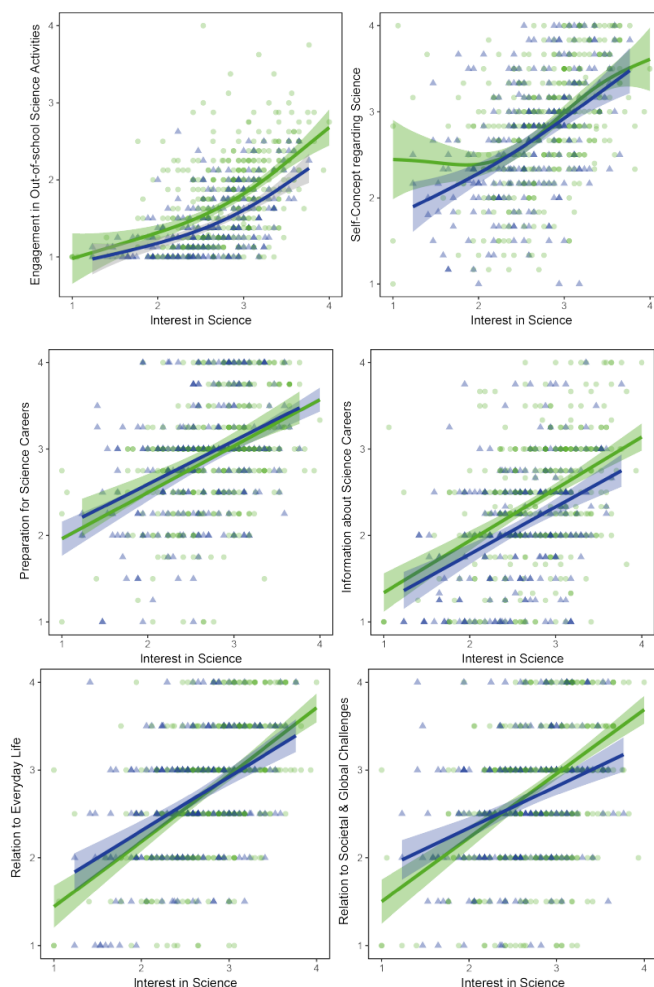 Engagement in Out-of-school Science Activities
4
3
2
1
1 2 3 4
Interest in Science
Self-Concept regarding Science
4
3
2
1
1 2 3 4
Interest in Science
Preparation for Science Careers
4
3
2
1
1 2 3 4
Interest in Science
Information about Science Careers
4
3
2
1
1 2 3 4
Interest in Science
Relation to Everyday Life
4
3
2
1
1 2 3 4
Interest in Science
Relation to Societal & Global Challenges
4
3
2
1
1 2 3 4
Interest in Science